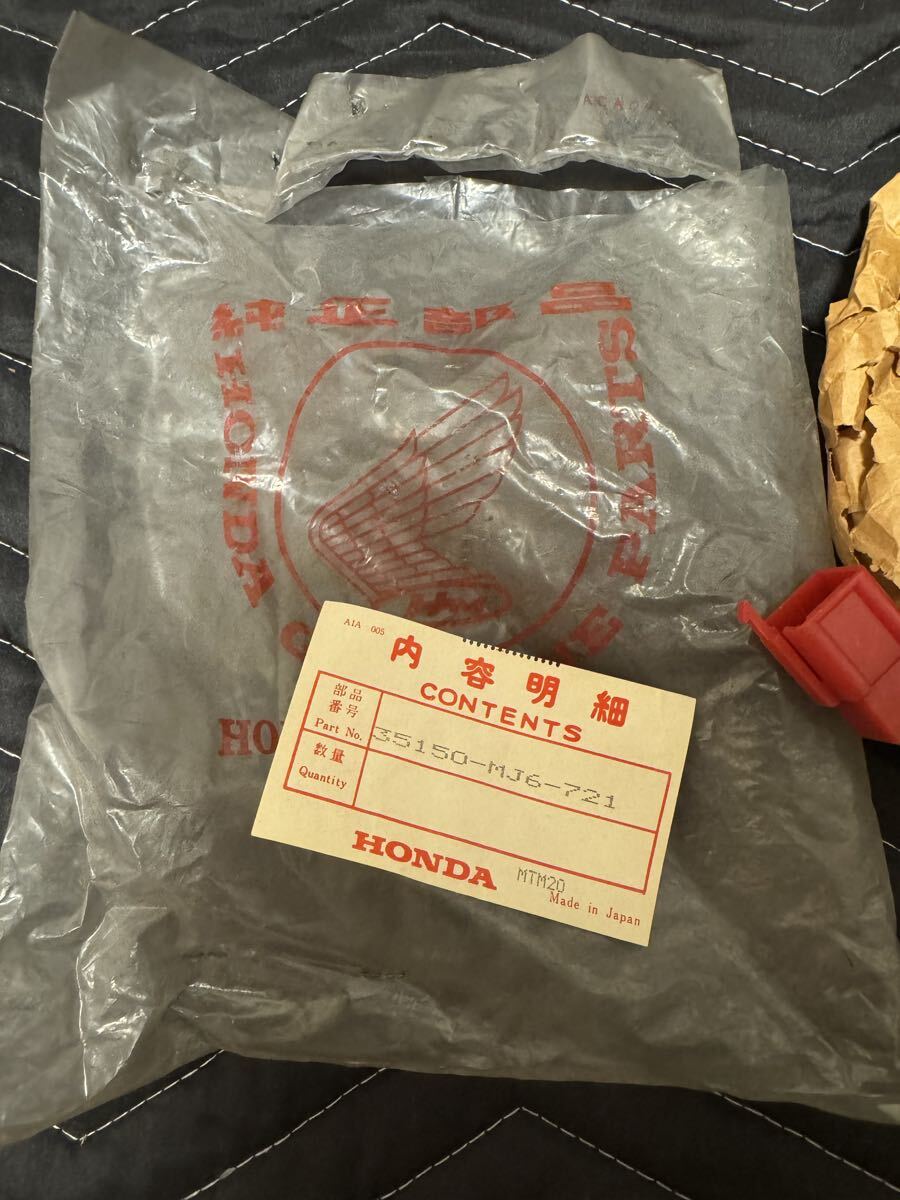 純正部品
HONDA
PARTS
HM
HO
A1A 005
内容明細
CONTENTS
部品
番号
Part No.
35150-MJ6-721
数量
Quantity
HONDA
MTM20
Made in Japan